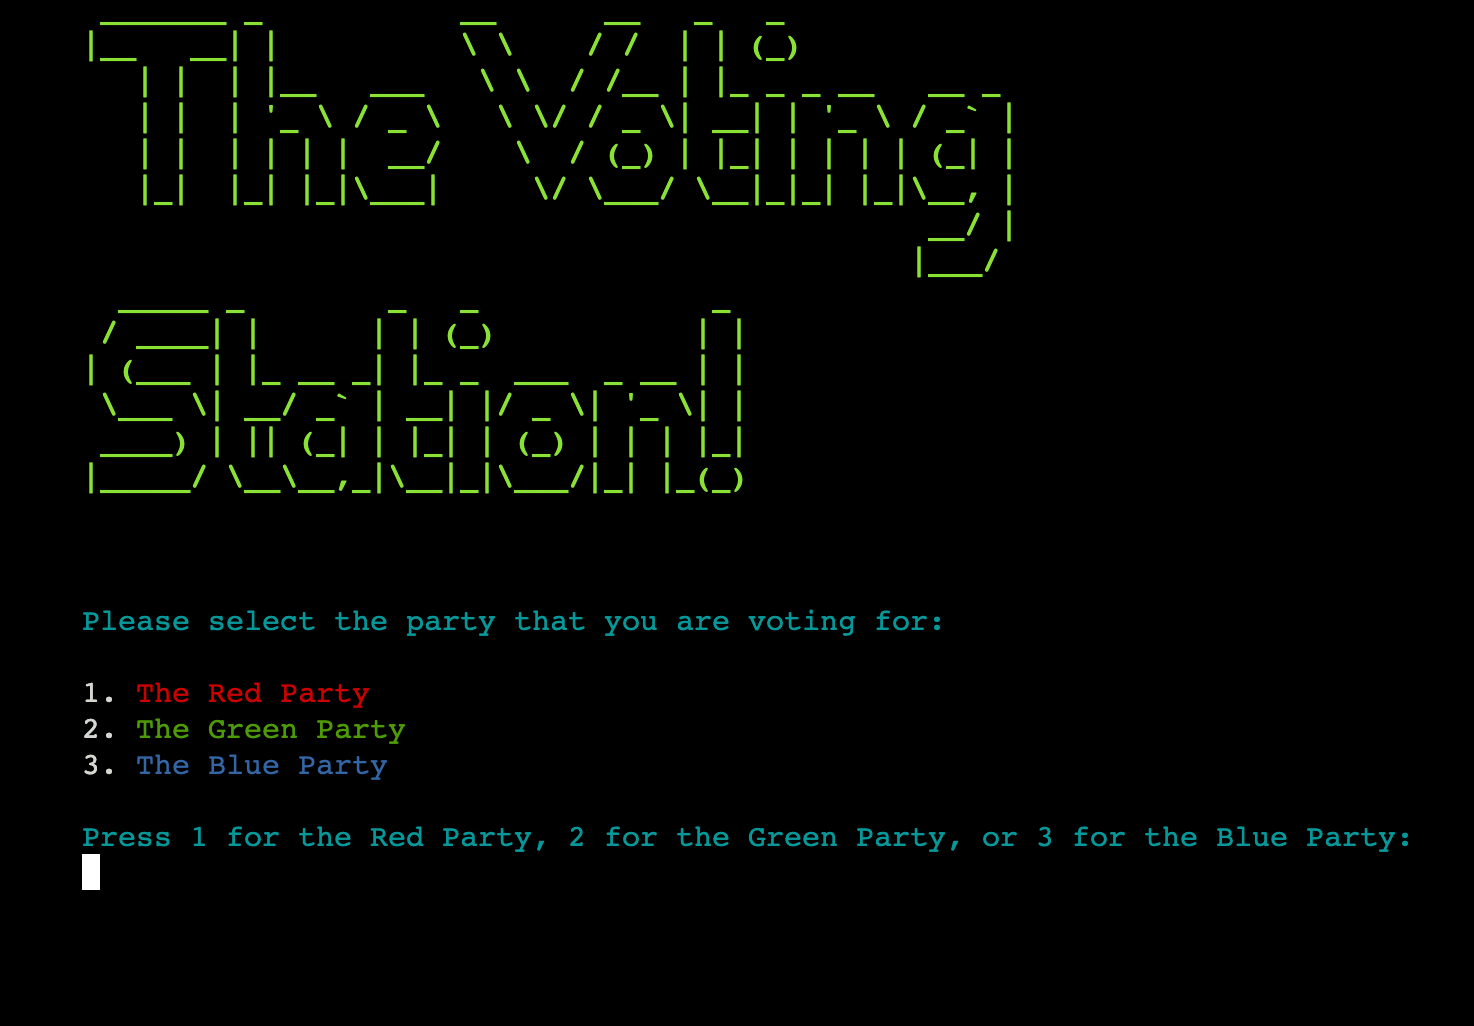 The Voting
Station!
Please select the party that you are voting for:
1. The Red Party
2. The Green Party
3. The Blue Party
Press 1 for the Red Party, 2 for the Green Party, or 3 for the Blue Party: